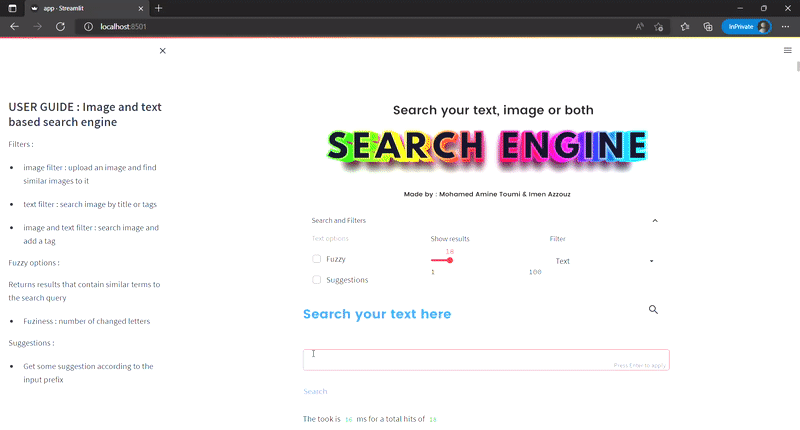 app - Streamlit
localhost:8501
InPrivate
USER GUIDE : Image and text
based search engine
Filters :
image filter : upload an image and find
similar images to it
text filter : search image by title or tags
image and text filter : search image and
add a tag
Fuzzy options :
Returns results that contain similar terms to
the search query
Fuziness : number of changed letters
Suggestions :
Get some suggestion according to the
input prefix
Search your text, image or both
SEARCH ENGINE
Made by : Mohamed Amine Toumi & Imen Azzouz
Search and Filters
Text options
Fuzzy
Suggestions
Show results
18
1 100
Filter
Text
Search your text here
Press Enter to apply
Search
The took is 16 ms for a total hits of 18